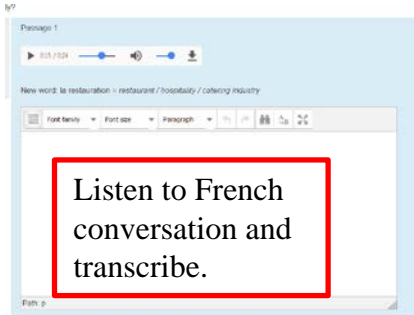 ly?
Passage 1
New word: la restauration = restaurant / hospitality / catering industry
Font family Font size Paragraph
Listen to French
conversation and
transcribe.
Path: p